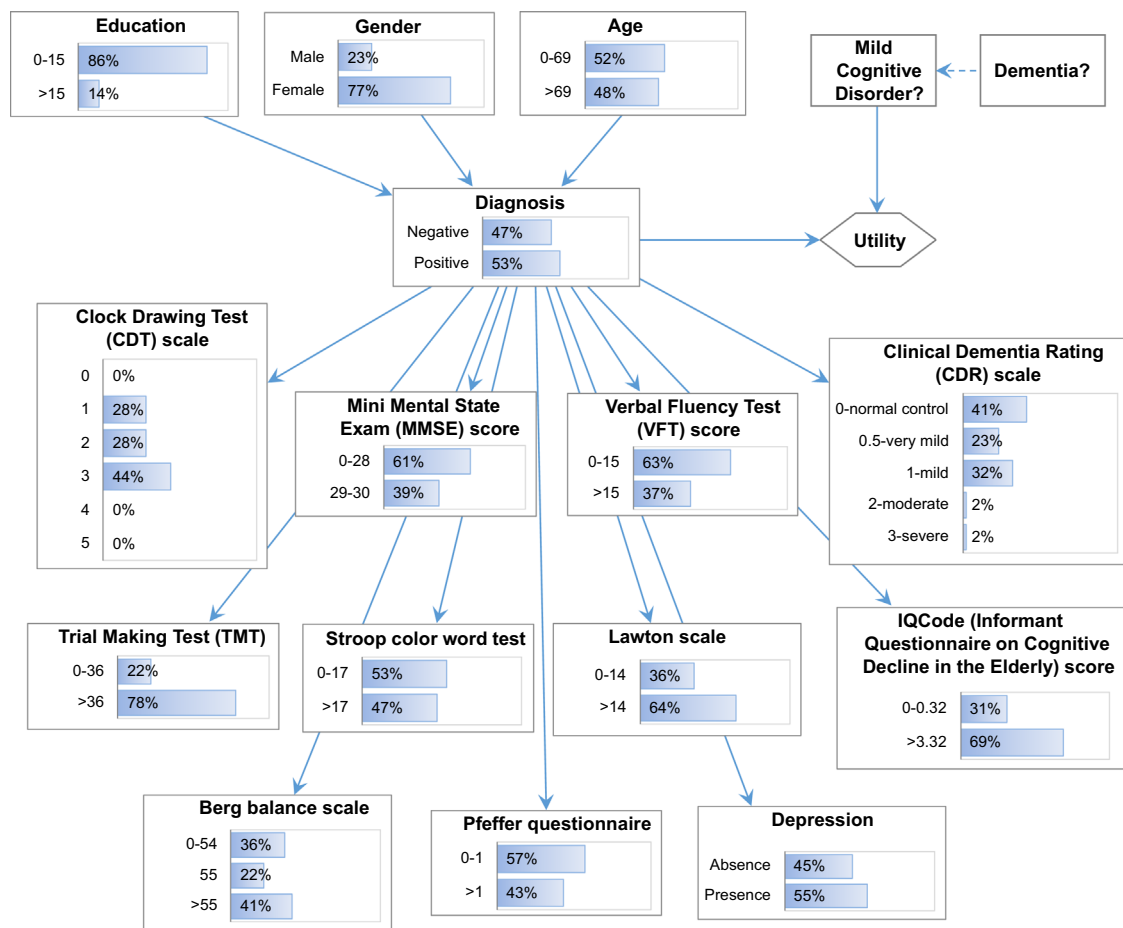 Education
0-15 86%
>15 14%
Gender
Male 23%
Female 77%
Age
0-69 52%
>69 48%
Mild
Cognitive
Disorder?
Dementia?
Diagnosis
Negative 47%
Positive 53%
Utility
Clock Drawing Test
(CDT) scale
0 0%
1 28%
2 28%
3 44%
4 0%
5 0%
Mini Mental State
Exam (MMSE) score
0-28 61%
29-30 39%
Verbal Fluency Test
(VFT) score
0-15 63%
>15 37%
Clinical Dementia Rating
(CDR) scale
0-normal control 41%
0.5-very mild 23%
1-mild 32%
2-moderate 2%
3-severe 2%
Trial Making Test (TMT)
0-36 22%
>36 78%
Stroop color word test
0-17 53%
>17 47%
Lawton scale
0-14 36%
>14 64%
IQCode (Informant
Questionnaire on Cognitive
Decline in the Elderly) score
0-0.32 31%
>3.32 69%
Berg balance scale
0-54 36%
55 22%
>55 41%
Pfeffer questionnaire
0-1 57%
>1 43%
Depression
Absence 45%
Presence 55%